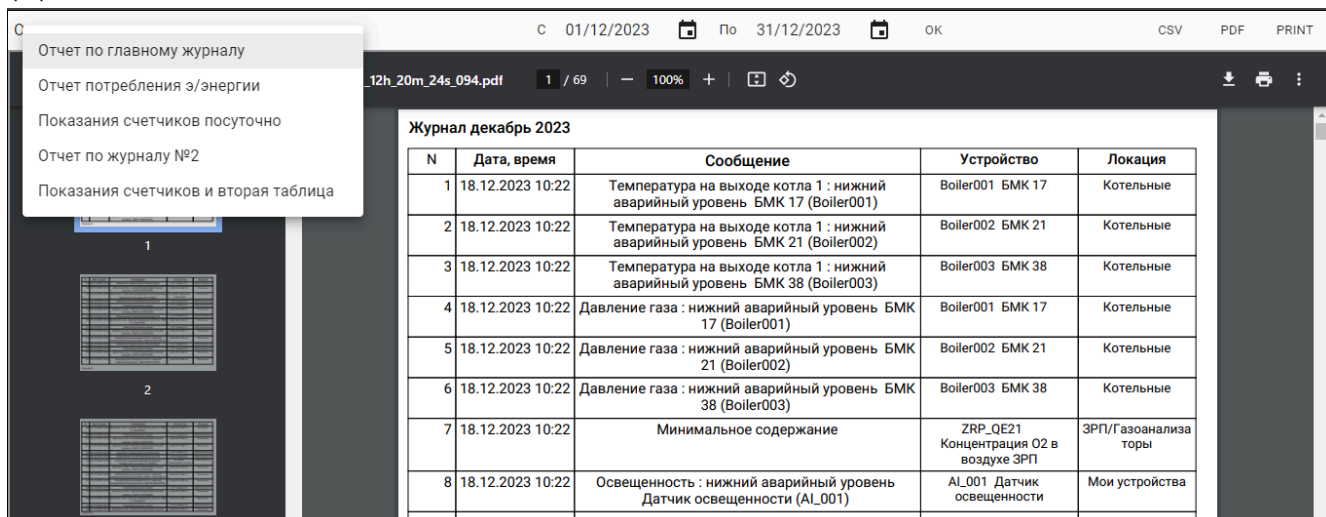 О
С 01/12/2023 По 31/12/2023 ОК CSV PDF PRINT
Отчет по главному журналу
Отчет потребления э/энергии
Показания счетчиков посуточно
Отчет по журналу №2
Показания счетчиков и вторая таблица
_12h_20m_24s_094.pdf 1 / 69 — 100% +
1
2
Журнал декабрь 2023
N Дата, время Сообщение Устройство Локация
1 18.12.2023 10:22 Температура на выходе котла 1 : нижний Boiler001 БМК 17 Котельные
аварийный уровень БМК 17 (Boiler001)
2 18.12.2023 10:22 Температура на выходе котла 1 : нижний Boiler002 БМК 21 Котельные
аварийный уровень БМК 21 (Boiler002)
3 18.12.2023 10:22 Температура на выходе котла 1 : нижний Boiler003 БМК 38 Котельные
аварийный уровень БМК 38 (Boiler003)
4 18.12.2023 10:22 Давление газа : нижний аварийный уровень БМК Boiler001 БМК 17 Котельные
17 (Boiler001)
5 18.12.2023 10:22 Давление газа : нижний аварийный уровень БМК Boiler002 БМК 21 Котельные
21 (Boiler002)
6 18.12.2023 10:22 Давление газа : нижний аварийный уровень БМК Boiler003 БМК 38 Котельные
38 (Boiler003)
7 18.12.2023 10:22 Минимальное содержание ZRP_QE21 ЗРП/Газоанализа
Концентрация О2 в торы
воздухе ЗРП
8 18.12.2023 10:22 Освещенность : нижний аварийный уровень AI_001 Датчик Мои устройства
Датчик освещенности (AI_001) освещенности